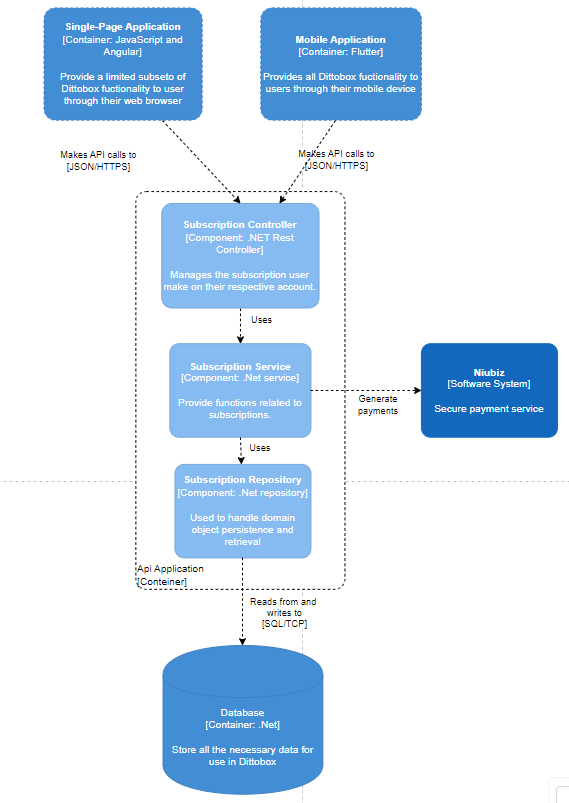 Single-Page Application
[Container: JavaScript and
Angular]
Provide a limited subseto of
Dittobox fuctionality to user
through their web browser
Mobile Application
[Container: Flutter]
Provides all Dittobox fuctionality to
users through their mobile device
Makes API calls to
[JSON/HTTPS]
Makes API calls to
[JSON/HTTPS]
Subscription Controller
[Component: .NET Rest
Controller]
Manages the subscription user
make on their respective account.
Uses
Subscription Service
[Component: .Net service]
Provide functions related to
subscriptions.
Generate
payments
Niubiz
[Software System]
Secure payment service
Uses
Subscription Repository
[Component: .Net repository]
Used to handle domain
object persistence and
retrieval
Api Application
[Conteiner]
Reads from and
writes to
[SQL/TCP]
Database
[Container: .Net]
Store all the necessary data for
use in Dittobox